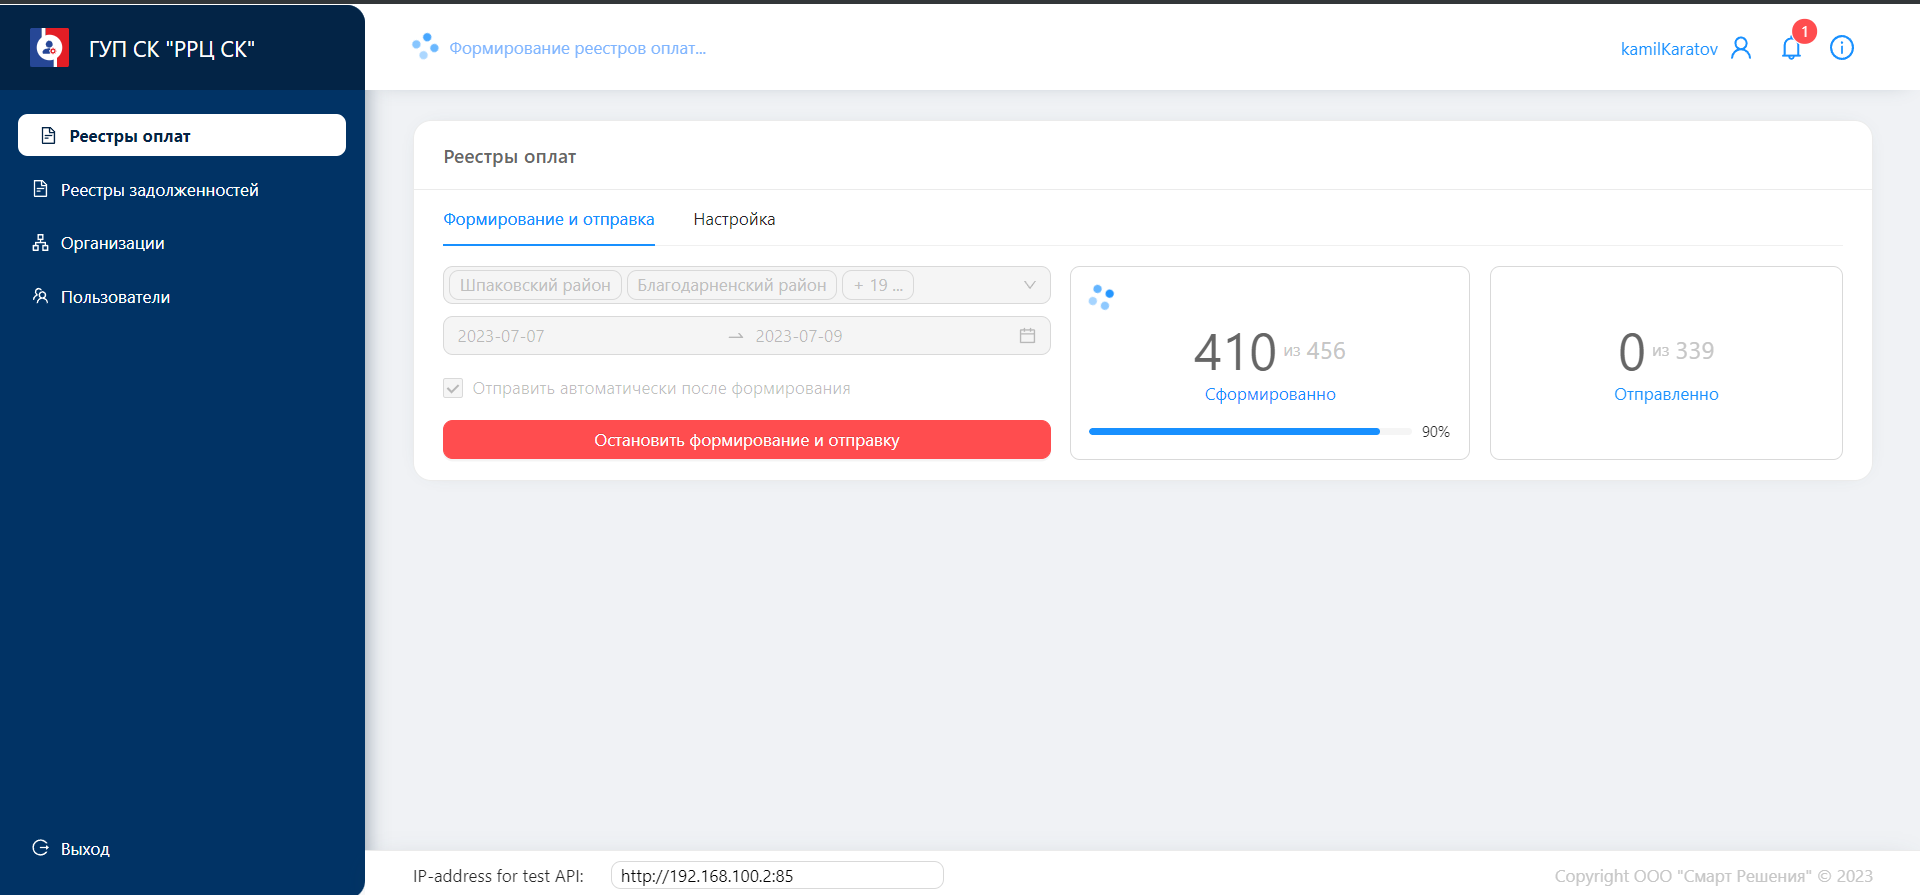 ГУП СК "РРЦ СК"
Формирование реестров оплат...
kamilKaratov
1
Реестры оплат
Реестры задолженностей
Организации
Пользователи
Выход
Реестры оплат
Формирование и отправка
Настройка
Шпаковский район
Благодарненский район
+ 19 ...
2023-07-07
2023-07-09
Отправить автоматически после формирования
Остановить формирование и отправку
410 из 456
Сформированно
90%
0 из 339
Отправленно
IP-address for test API:
http://192.168.100.2:85
Copyright ООО "Смарт Решения" © 2023